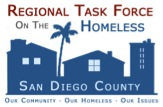 REGIONAL TASK FORCE
ON THE HOMELESS
SAN DIEGO COUNTY
OUR COMMUNITY - OUR HOMELESS - OUR ISSUES